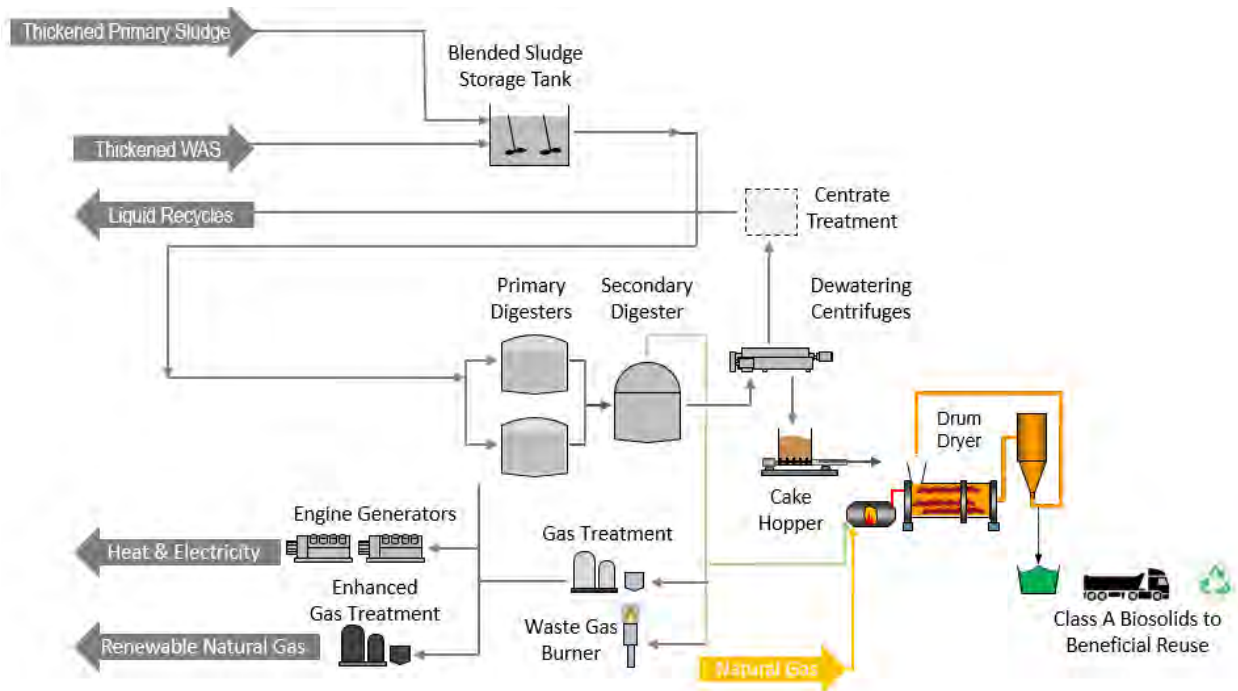 Thickened Primary Sludge
Blended Sludge
Storage Tank
Thickened WAS
Liquid Recycles
Centrate
Treatment
Primary
Digesters
Secondary
Digester
Dewatering
Centrifuges
Drum
Dryer
Cake
Hopper
Engine Generators
Gas Treatment
Heat & Electricity
Enhanced
Gas Treatment
Waste Gas
Burner
Renewable Natural Gas
Natural Gas
Class A Biosolids to
Beneficial Reuse